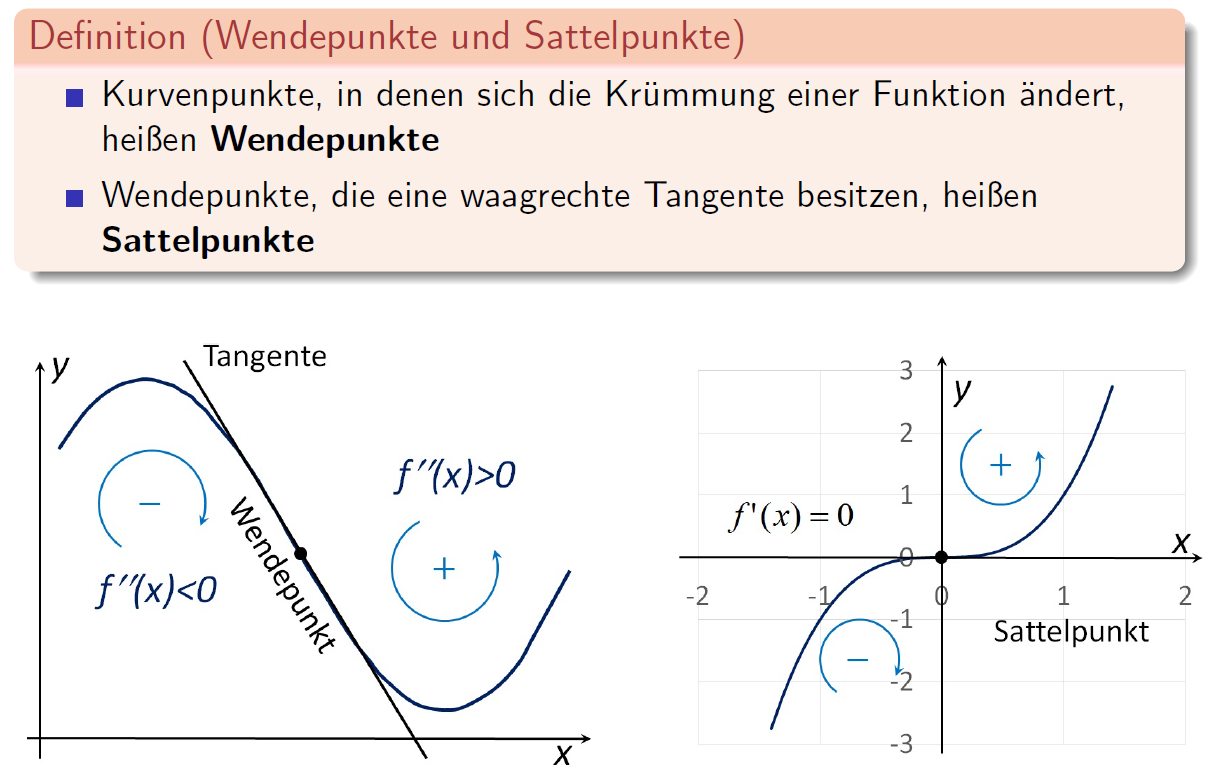 Definition (Wendepunkte und Sattelpunkte)
Kurvenpunkte, in denen sich die Krümmung einer Funktion ändert,
heißen Wendepunkte
Wendepunkte, die eine waagrechte Tangente besitzen, heißen
Sattelpunkte
y
Tangente
f″(x)>0
−
Wendepunkt
+
f″(x)<0
x
3
y
2
+
1
f'(x) = 0
x
0
-2 -1 0 1 2
-1
Sattelpunkt
−
-2
-3